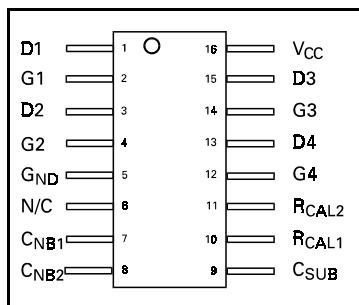 D1 1 16 VCC
G1 2 15 D3
D2 3 14 G3
G2 4 13 D4
GND 5 12 G4
N/C 6 11 RCAL2
CNB1 7 10 RCAL1
CNB2 8 9 CSUB